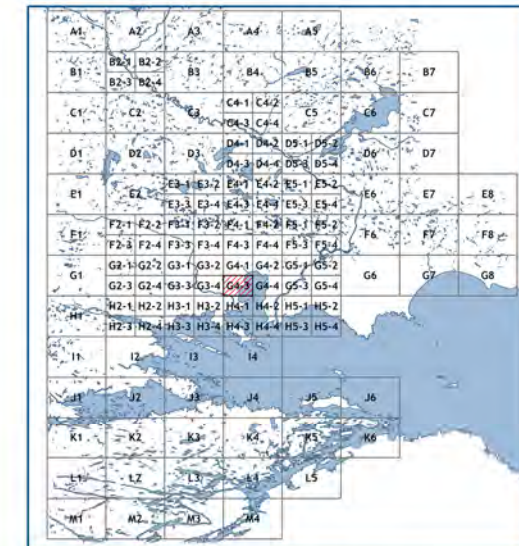 A1 A2 A3 A4 A5
B1 B2-1 B2-2 B3 B4 B5 B6 B7
B2-3 B2-4
C4-1 C4-2
C1 C2 C3 C5 C6 C7
C4-3 C4-4
D4-1 D4-2 D5-1 D5-2
D1 D2 D3 D6 D7
D4-3 D4-4 D5-3 D5-4
E3-1 E3-2 E4-1 E4-2 E5-1 E5-2
E1 E2 E6 E7 E8
E3-3 E3-4 E4-3 E4-4 E5-3 E5-4
F2-1 F2-2 F3-1 F3-2 F4-1 F4-2 F5-1 F5-2
F1 F6 F7 F8
F2-3 F2-4 F3-3 F3-4 F4-3 F4-4 F5-3 F5-4
G2-1 G2-2 G3-1 G3-2 G4-1 G4-2 G5-1 G5-2
G1 G6 G7 G8
G2-3 G2-4 G3-3 G3-4 G4-3 G4-4 G5-3 G5-4
H2-1 H2-2 H3-1 H3-2 H4-1 H4-2 H5-1 H5-2
H1
H2-3 H2-4 H3-3 H3-4 H4-3 H4-4 H5-3 H5-4
I1 I2 I3 I4
J1 J2 J3 J4 J5 J6
K1 K2 K3 K4 K5 K6
L1 L2 L3 L4 L5
M1 M2 M3 M4